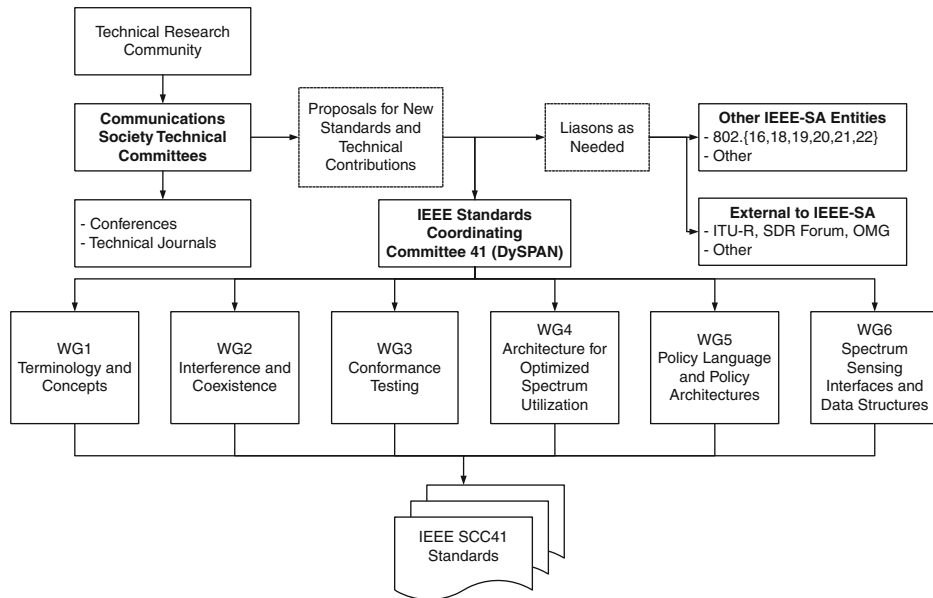 Technical Research
Community
Communications
Society Technical
Committees
- Conferences
- Technical Journals
Proposals for New
Standards and
Technical
Contributions
Liasons as
Needed
Other IEEE-SA Entities
- 802.{16,18,19,20,21,22}
- Other
External to IEEE-SA
- ITU-R, SDR Forum, OMG
- Other
IEEE Standards
Coordinating
Committee 41 (DySPAN)
WG1
Terminology and
Concepts
WG2
Interference and
Coexistence
WG3
Conformance
Testing
WG4
Architecture for
Optimized
Spectrum
Utilization
WG5
Policy Language
and Policy
Architectures
WG6
Spectrum
Sensing
Interfaces and
Data Structures
IEEE SCC41
Standards